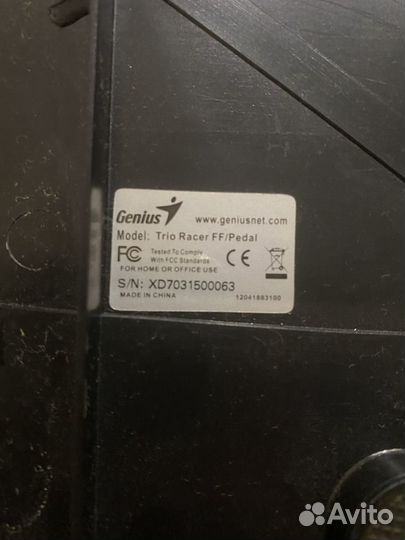 Genius www.geniusnet.com
Model: Trio Racer FF/Pedal
FC Tested To Comply
With FCC Standards
CE
FOR HOME OR OFFICE USE
S/N: XD7031500063
MADE IN CHINA 12041883100
Avito